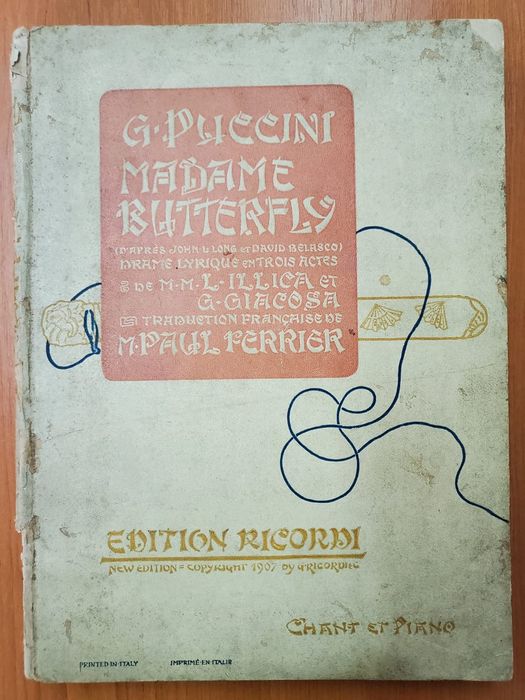 G. PUCCINI
MADAME
BUTTERFLY
(D'APRÈS JOHN L LONG ET DAVID BELASCO)
DRAME LYRIQUE EN TROIS ACTES
DE M. M. L. ILLICA ET
G. GIACOSA
TRADUCTION FRANÇAISE DE
M. PAUL FERRIER
EDITION RICORDI
NEW EDITION = COPYRIGHT 1907 BY G RICORDI & C
CHANT ET PIANO
PRINTED IN ITALY IMPRIMÉ EN ITALIE